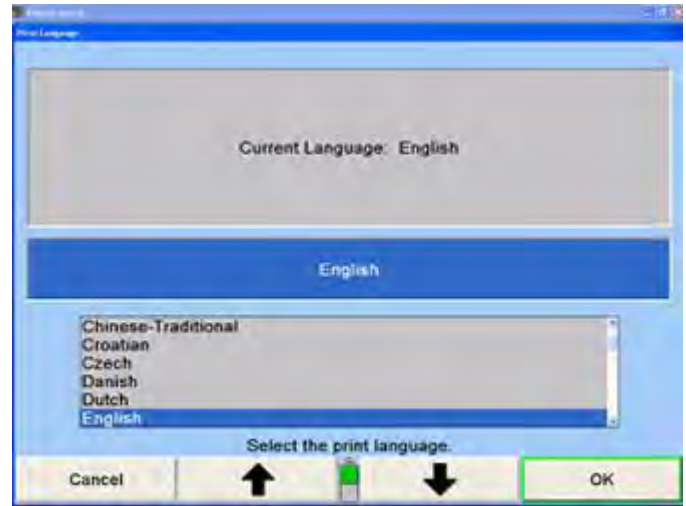 Print Language
Current Language: English
English
Chinese-Traditional
Croatian
Czech
Danish
Dutch
English
Select the print language.
Cancel
OK